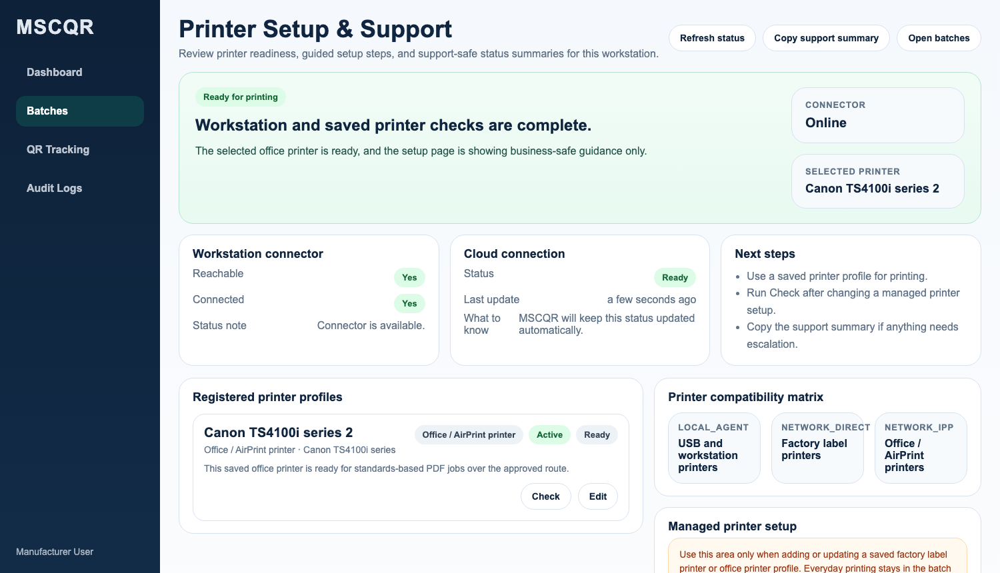 MSCQR
Dashboard
Batches
QR Tracking
Audit Logs
Manufacturer User
Printer Setup & Support
Review printer readiness, guided setup steps, and support-safe status summaries for this workstation.
Refresh status
Copy support summary
Open batches
Ready for printing
Workstation and saved printer checks are complete.
The selected office printer is ready, and the setup page is showing business-safe guidance only.
CONNECTOR
Online
SELECTED PRINTER
Canon TS4100i series 2
Workstation connector
Reachable Yes
Connected Yes
Status note Connector is available.
Cloud connection
Status Ready
Last update a few seconds ago
What to know
MSCQR will keep this status updated
automatically.
Next steps
• Use a saved printer profile for printing.
• Run Check after changing a managed printer
setup.
• Copy the support summary if anything needs
escalation.
Registered printer profiles
Canon TS4100i series 2
Office / AirPrint printer Active Ready
Office / AirPrint printer · Canon TS4100i series
This saved office printer is ready for standards-based PDF jobs over the approved route.
Check
Edit
Printer compatibility matrix
LOCAL_AGENT
USB and
workstation
printers
NETWORK_DIRECT
Factory label
printers
NETWORK_IPP
Office /
AirPrint
printers
Managed printer setup
Use this area only when adding or updating a saved factory label
printer or office printer profile. Everyday printing stays in the batch